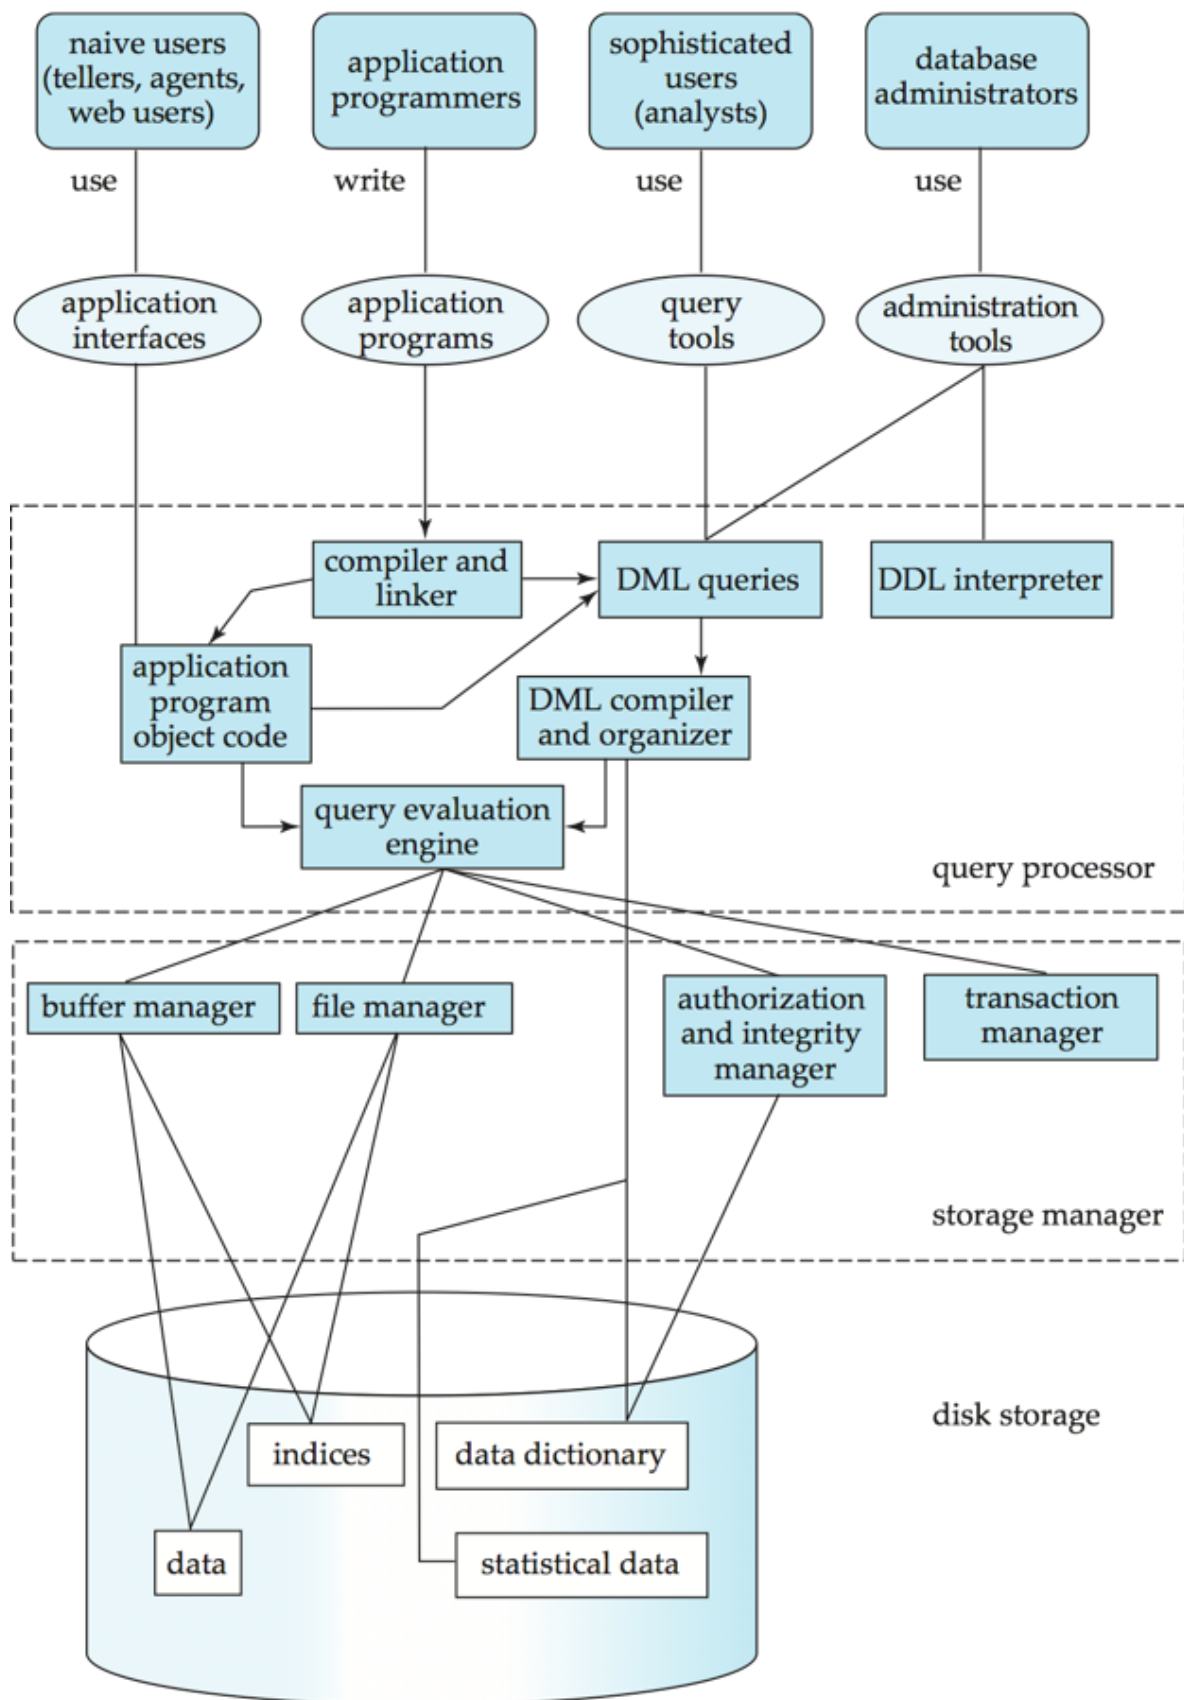 naive users
(tellers, agents,
web users)
application
programmers
sophisticated
users
(analysts)
database
administrators
use
write
use
use
application
interfaces
application
programs
query
tools
administration
tools
compiler and
linker
DML queries
DDL interpreter
application
program
object code
DML compiler
and organizer
query evaluation
engine
query processor
buffer manager
file manager
authorization
and integrity
manager
transaction
manager
storage manager
disk storage
indices
data dictionary
data
statistical data